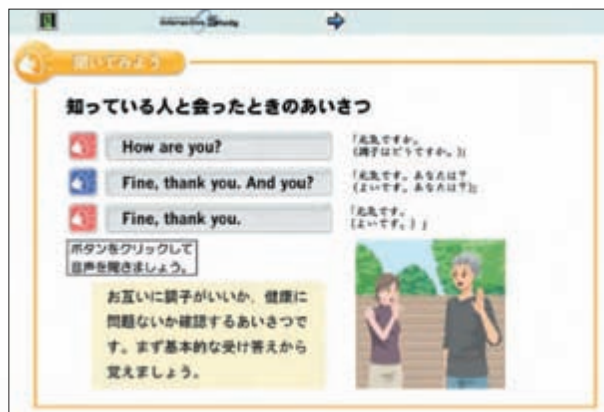 Interactive Study
聞いてみよう
知っている人と会ったときのあいさつ
How are you?
「元気ですか。
(調子はどうですか。)」
Fine, thank you. And you?
「元気です。あなたは?
(よいです。あなたは?)」
Fine, thank you.
「元気です。
(よいです。)」
ボタンをクリックして
音声を聞きましょう。
お互いに調子がいいか，健康に
問題ないか確認するあいさつで
す。まず基本的な受け答えから
覚えましょう。